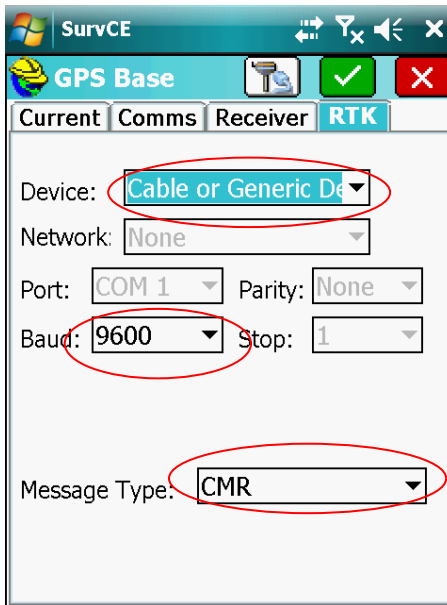 SurvCE
GPS Base
Current Comms Receiver RTK
Device: Cable or Generic De
Network: None
Port: COM 1 Parity: None
Baud: 9600 Stop: 1
Message Type: CMR